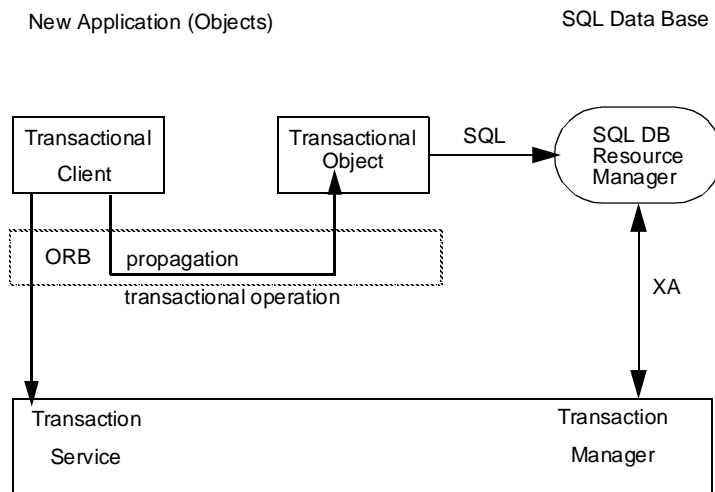 New Application (Objects)
SQL Data Base
Transactional
Client
Transactional
Object
SQL
SQL DB
Resource
Manager
ORB
propagation
transactional operation
XA
Transaction
Service
Transaction
Manager